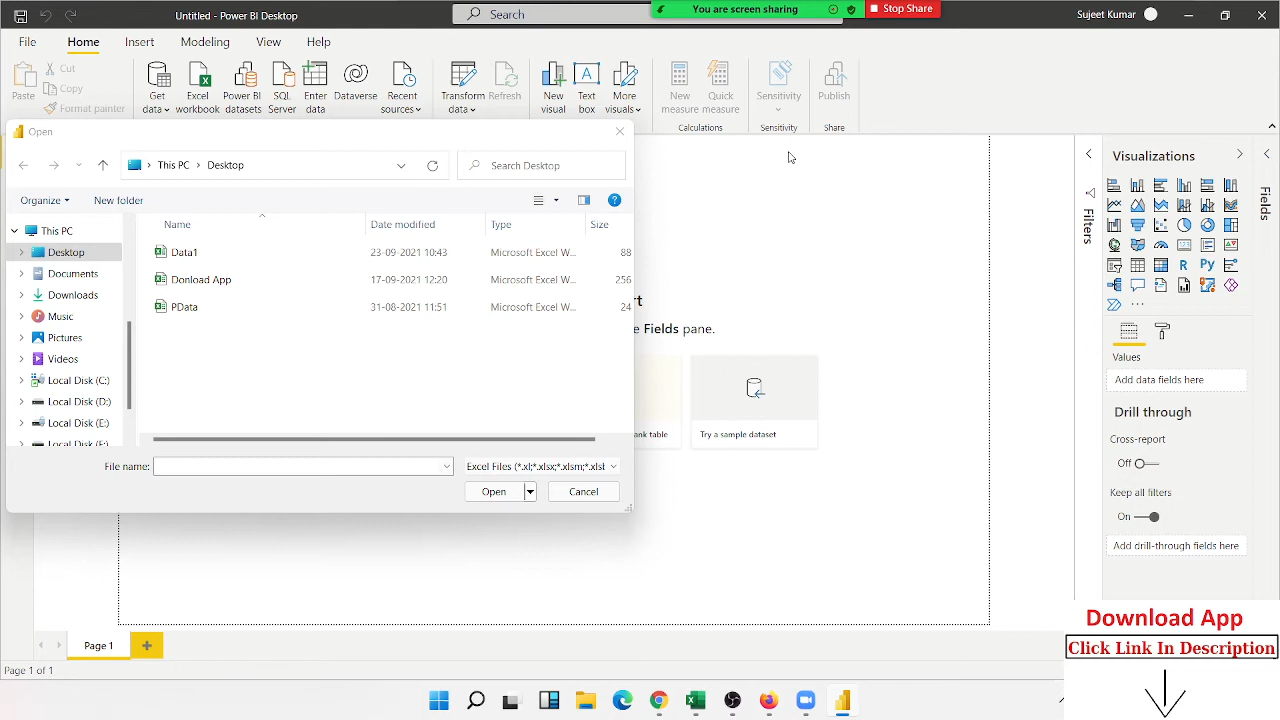 Untitled - Power BI Desktop
Search
You are screen sharing
Stop Share
Sujeet Kumar
File
Home
Insert
Modeling
View
Help
Paste
Cut
Copy
Format painter
Get data
Excel workbook
Power BI datasets
SQL Server
Enter data
Dataverse
Recent sources
Transform data
Refresh
New visual
Text box
More visuals
New measure
Quick measure
Sensitivity
Publish
Calculations
Sensitivity
Share
Open
This PC
Desktop
Search Desktop
Organize
New folder
Name
Date modified
Type
Size
This PC
Desktop
Documents
Downloads
Music
Pictures
Videos
Local Disk (C:)
Local Disk (D:)
Local Disk (E:)
Data1 23-09-2021 10:43 Microsoft Excel W... 88
Donload App 17-09-2021 12:20 Microsoft Excel W... 256
PData 31-08-2021 11:51 Microsoft Excel W... 24
File name:
Excel Files (*.xl;*.xlsx;*.xlsm;*.xlst
Open
Cancel
rt
e Fields pane.
ank table
Try a sample dataset
Filters
Visualizations
Fields
R
Py
Values
Add data fields here
Drill through
Cross-report
Off
Keep all filters
On
Add drill-through fields here
Page 1
Page 1 of 1
Download App
Click Link In Description